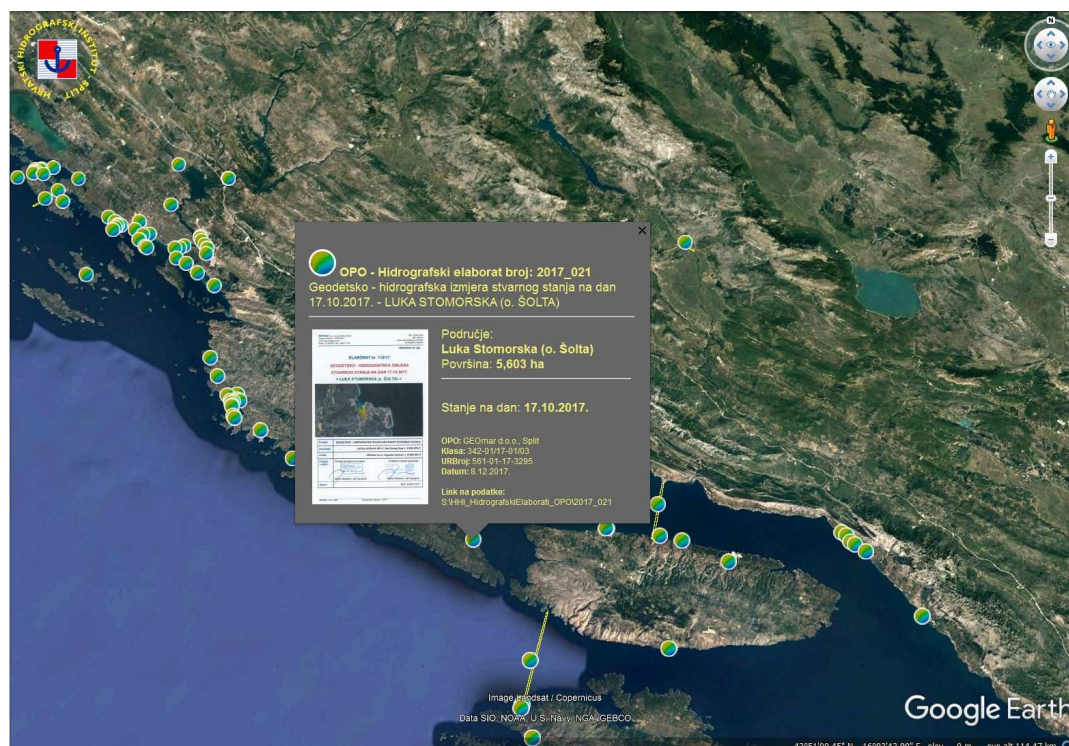 HRVATSKI HIDROGRAFSKI INSTITUT · SPLIT ·
N
OPO - Hidrografski elaborat broj: 2017_021
Geodetsko - hidrografska izmjera stvarnog stanja na dan
17.10.2017. - LUKA STOMORSKA (o. ŠOLTA)
ELABORAT br. 112/17
GEODETSKO - HIDROGRAFSKA IZMJERA
STVARNOG STANJA NA DAN 17.10.2017.
Područje:
Luka Stomorska (o. Šolta)
Površina: 5,603 ha
Stanje na dan: 17.10.2017.
OPO: GEOmar d.o.o., Split
Klasa: 342-01/17-01/03
URBroj: 561-01-17-3295
Datum: 8.12.2017.
Link na podatke:
S:\HHI_HidrografskiElaborati_OPO\2017_021
Image Landsat / Copernicus
Data SIO, NOAA, U.S. Navy, NGA, GEBCO
Google Earth